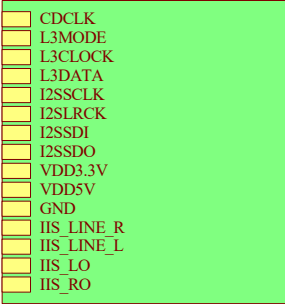 CDCLK
L3MODE
L3CLOCK
L3DATA
I2SSCLK
I2SLRCK
I2SSDI
I2SSDO
VDD3.3V
VDD5V
GND
IIS_LINE_R
IIS_LINE_L
IIS_LO
IIS_RO